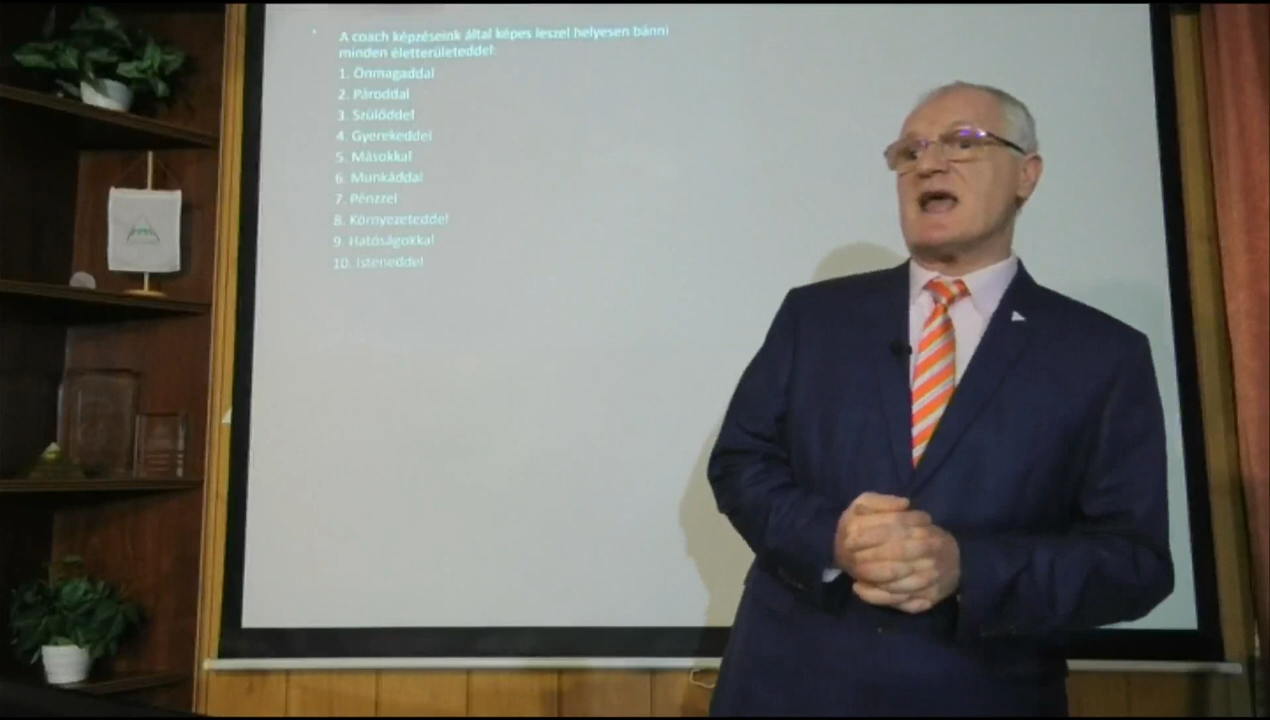 A coach képzéseink által képes leszel helyesen bánni
minden életterületeddel:
1. Önmagaddal
2. Pároddal
3. Szülőddel
4. Gyerekeddel
5. Másokkal
6. Munkáddal
7. Pénzzel
8. Környezeteddel
9. Hatóságokkal
10. Isteneddel